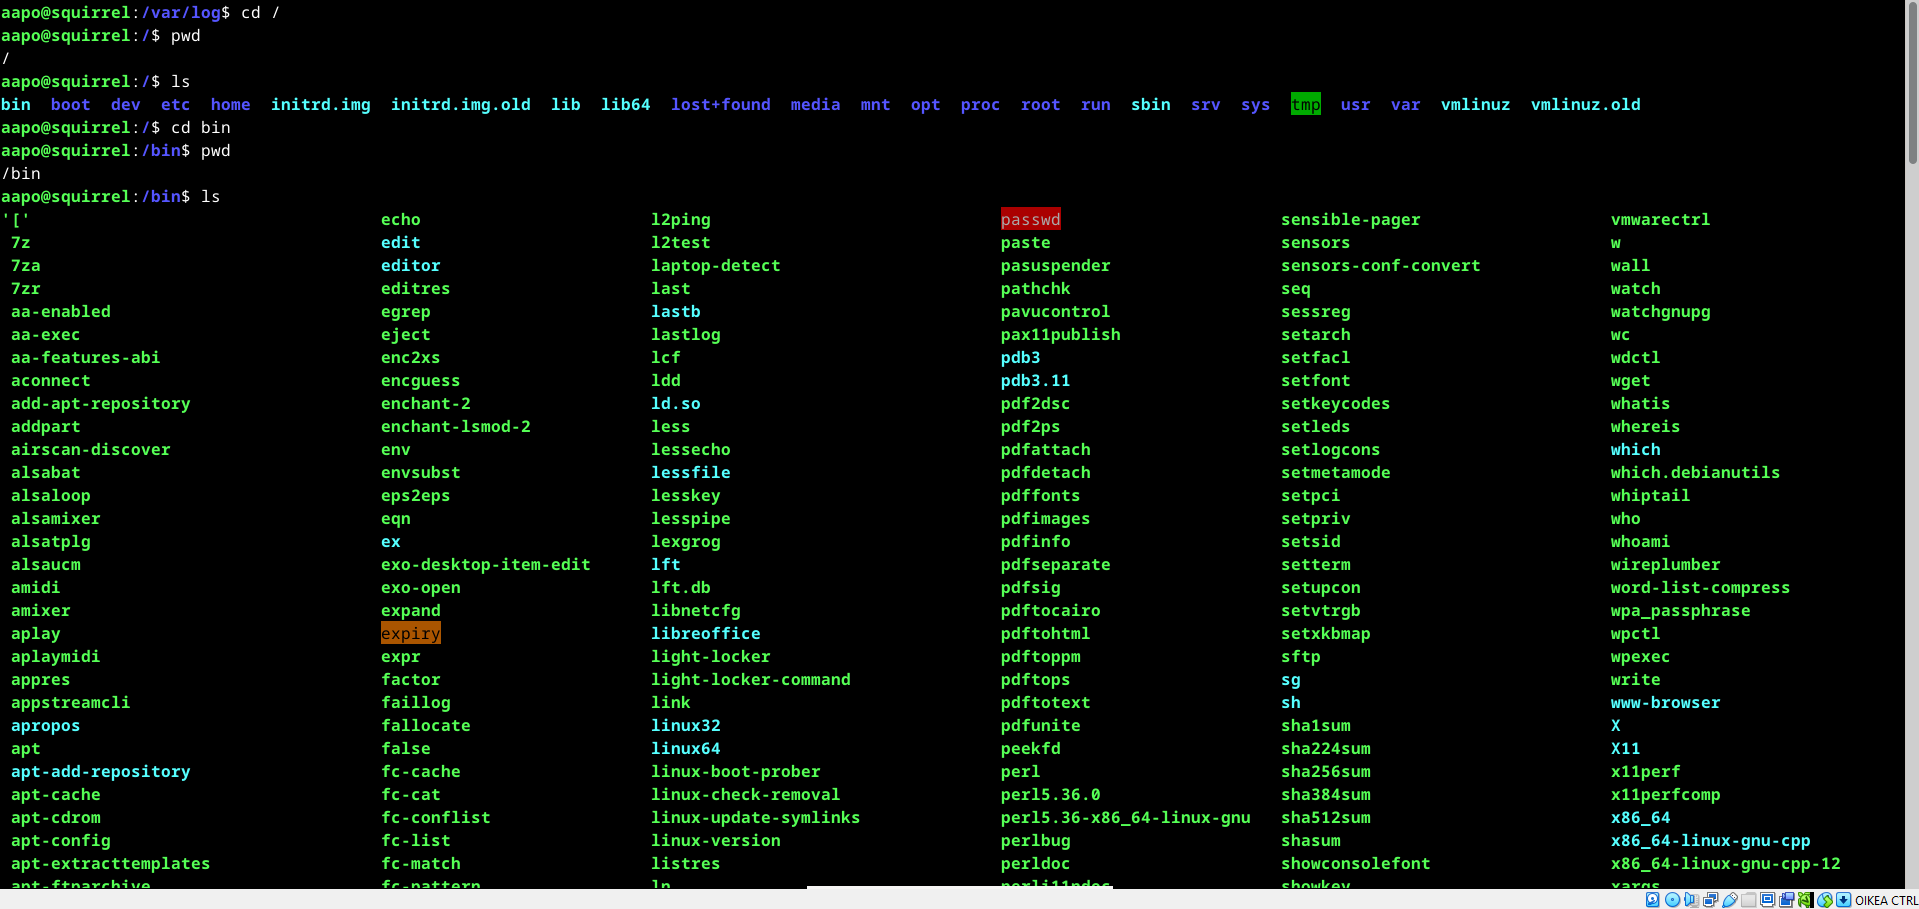 aapo@squirrel:/var/log$ cd /
aapo@squirrel:/$ pwd
/
aapo@squirrel:/$ ls
bin boot dev etc home initrd.img initrd.img.old lib lib64 lost+found media mnt opt proc root run sbin srv sys tmp usr var vmlinuz vmlinuz.old
aapo@squirrel:/$ cd bin
aapo@squirrel:/bin$ pwd
/bin
aapo@squirrel:/bin$ ls
'[' echo l2ping passwd sensible-pager vmwarectrl
7z edit l2test paste sensors w
7za editor laptop-detect pasuspender sensors-conf-convert wall
7zr editres last pathchk seq watch
aa-enabled egrep lastb pavucontrol sessreg watchgnupg
aa-exec eject lastlog pax11publish setarch wc
aa-features-abi enc2xs lcf pdb3 setfacl wdctl
aconnect encguess ldd pdb3.11 setfont wget
add-apt-repository enchant-2 ld.so pdf2dsc setkeycodes whatis
addpart enchant-lsmod-2 less pdf2ps setleds whereis
airscan-discover env lessecho pdfattach setlogcons which
alsabat envsubst lessfile pdfdetach setmetamode which.debianutils
alsaloop eps2eps lesskey pdffonts setpci whiptail
alsamixer eqn lesspipe pdfimages setpriv who
alsatplg ex lexgrog pdfinfo setsid whoami
alsaucm exo-desktop-item-edit lft pdfseparate setterm wireplumber
amidi exo-open lft.db pdfsig setupcon word-list-compress
amixer expand libnetcfg pdftocairo setvtrgb wpa_passphrase
aplay expiry libreoffice pdftohtml setxkbmap wpctl
aplaymidi expr light-locker pdftoppm sftp wpexec
appres factor light-locker-command pdftops sg write
appstreamcli faillog link pdftotext sh www-browser
apropos fallocate linux32 pdfunite sha1sum X
apt false linux64 peekfd sha224sum X11
apt-add-repository fc-cache linux-boot-prober perl sha256sum x11perf
apt-cache fc-cat linux-check-removal perl5.36.0 sha384sum x11perfcomp
apt-cdrom fc-conflist linux-update-symlinks perl5.36-x86_64-linux-gnu sha512sum x86_64
apt-config fc-list linux-version perlbug shasum x86_64-linux-gnu-cpp
apt-extracttemplates fc-match listres perldoc showconsolefont x86_64-linux-gnu-cpp-12
apt-ftparchive fc-pattern ln perli11ndoc showkey xargs
OIKEA CTRL